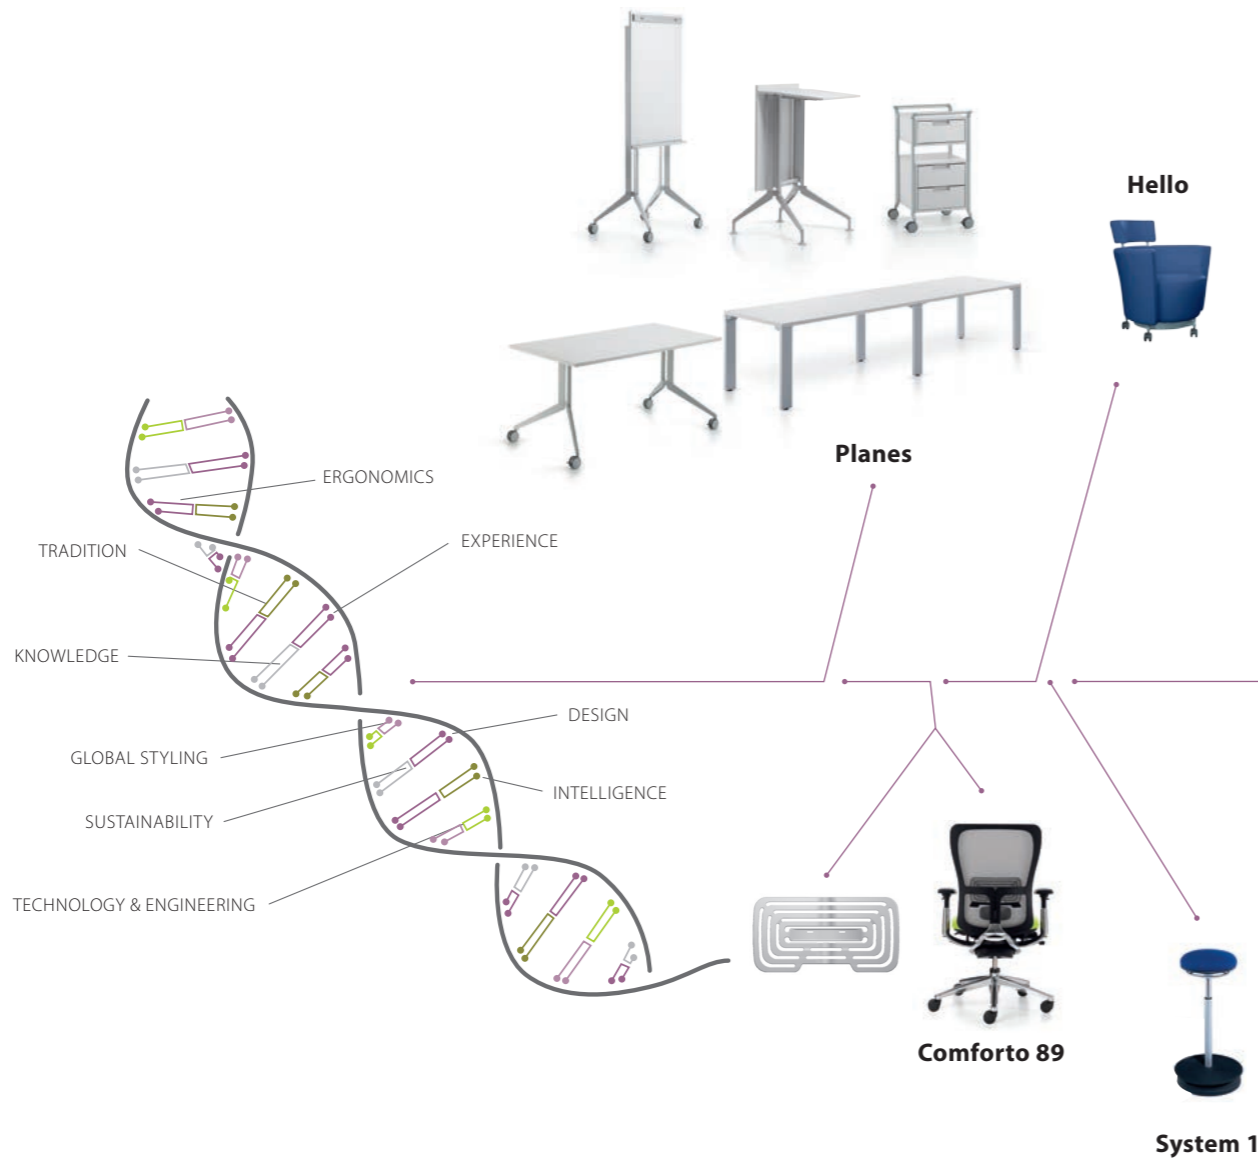 Hello
Planes
ERGONOMICS
TRADITION
EXPERIENCE
KNOWLEDGE
DESIGN
GLOBAL STYLING
INTELLIGENCE
SUSTAINABILITY
TECHNOLOGY & ENGINEERING
Comforto 89
System 1